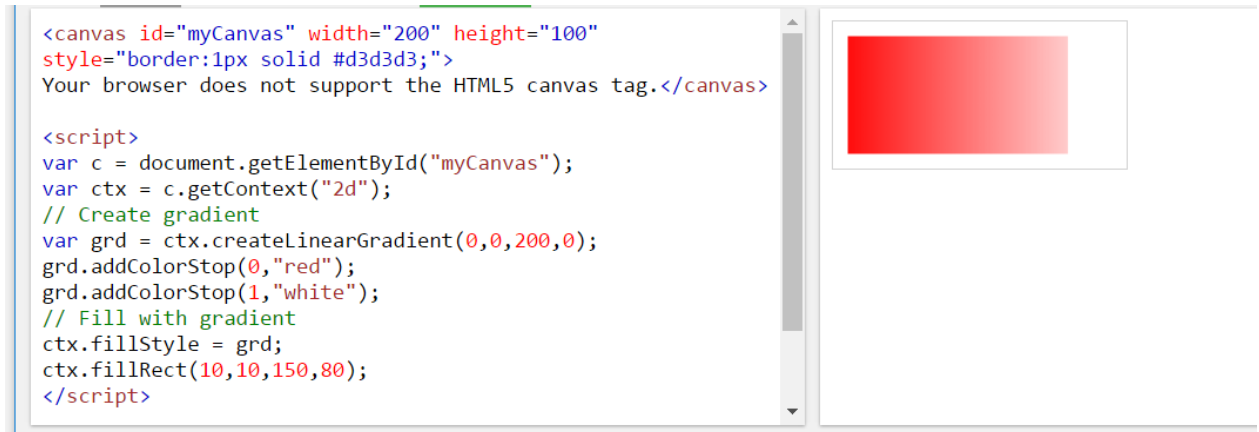 <canvas id="myCanvas" width="200" height="100"
style="border:1px solid #d3d3d3;">
Your browser does not support the HTML5 canvas tag.</canvas>
<script>
var c = document.getElementById("myCanvas");
var ctx = c.getContext("2d");
// Create gradient
var grd = ctx.createLinearGradient(0,0,200,0);
grd.addColorStop(0,"red");
grd.addColorStop(1,"white");
// Fill with gradient
ctx.fillStyle = grd;
ctx.fillRect(10,10,150,80);
</script>